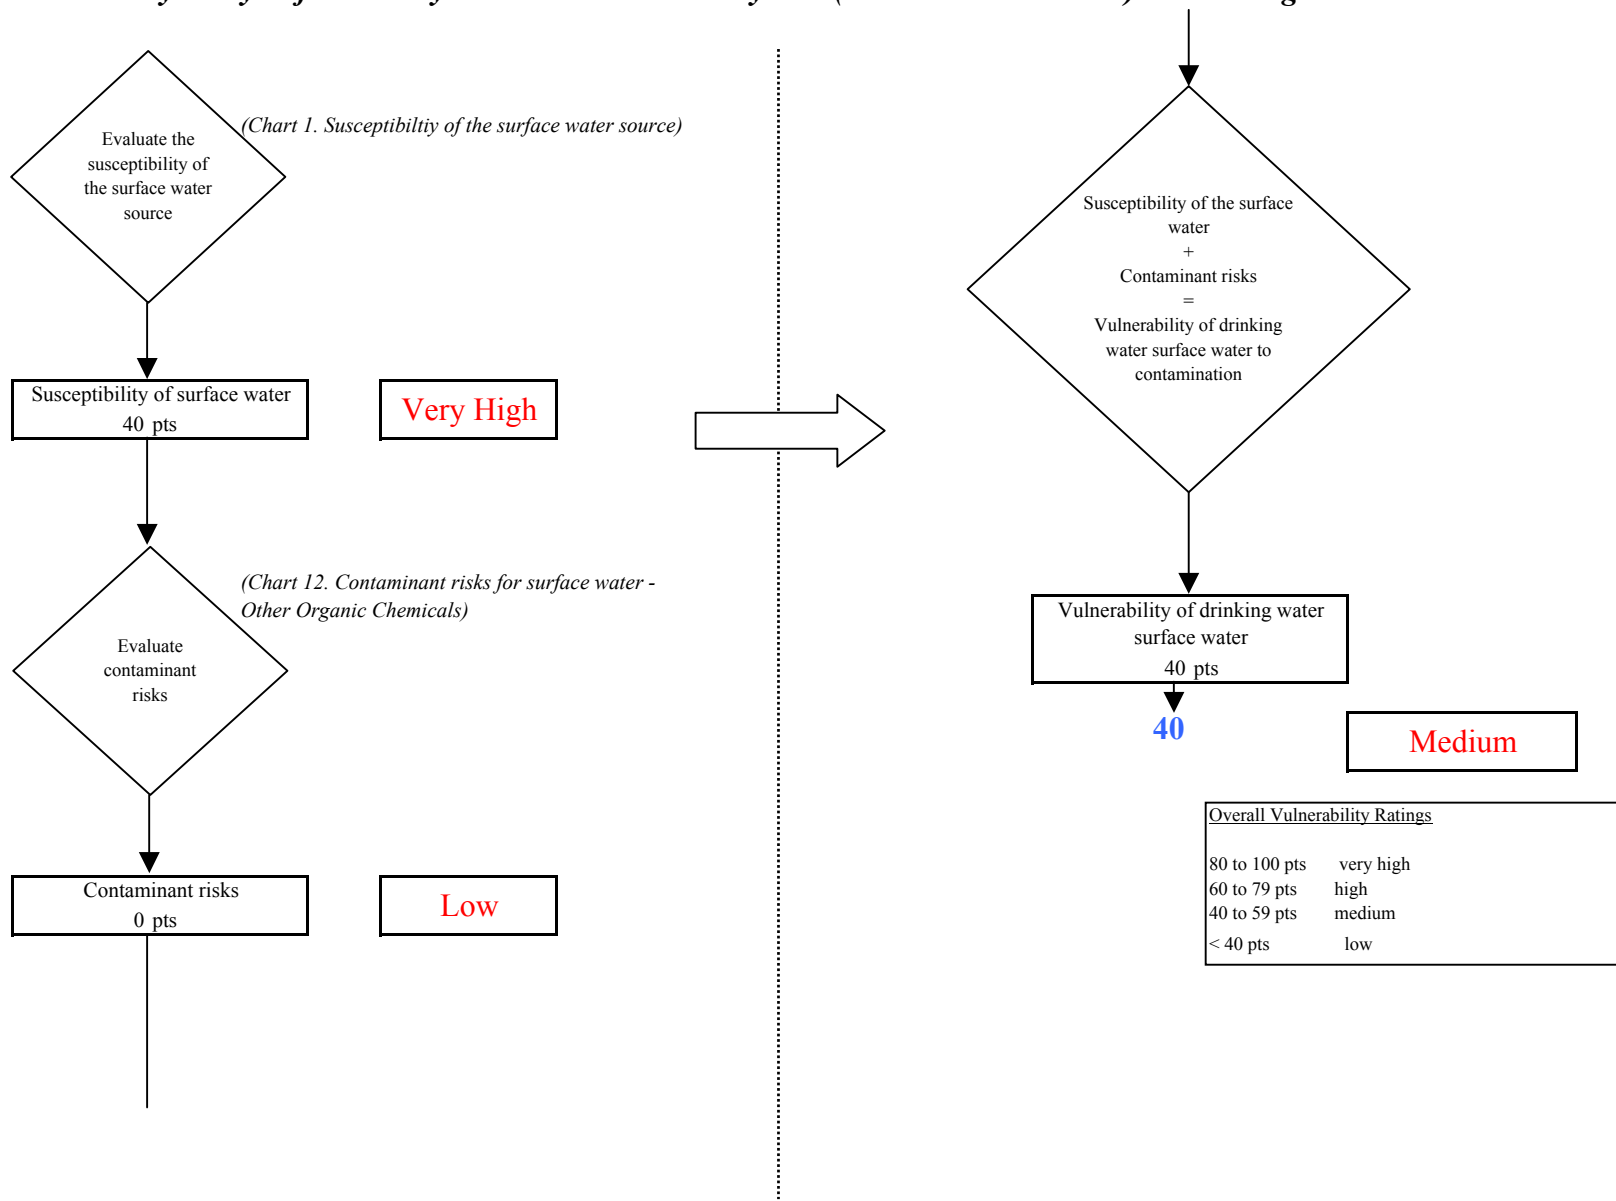 Evaluate the
susceptibility of
the surface water
source
(Chart 1. Susceptibiltiy of the surface water source)
Susceptibility of surface water
40 pts
Very High
(Chart 12. Contaminant risks for surface water -
Other Organic Chemicals)
Evaluate
contaminant
risks
Contaminant risks
0 pts
Low
Susceptibility of the surface
water
+
Contaminant risks
=
Vulnerability of drinking
water surface water to
contamination
Vulnerability of drinking water
surface water
40 pts
40
Medium
Overall Vulnerability Ratings
80 to 100 pts very high
60 to 79 pts high
40 to 59 pts medium
< 40 pts low